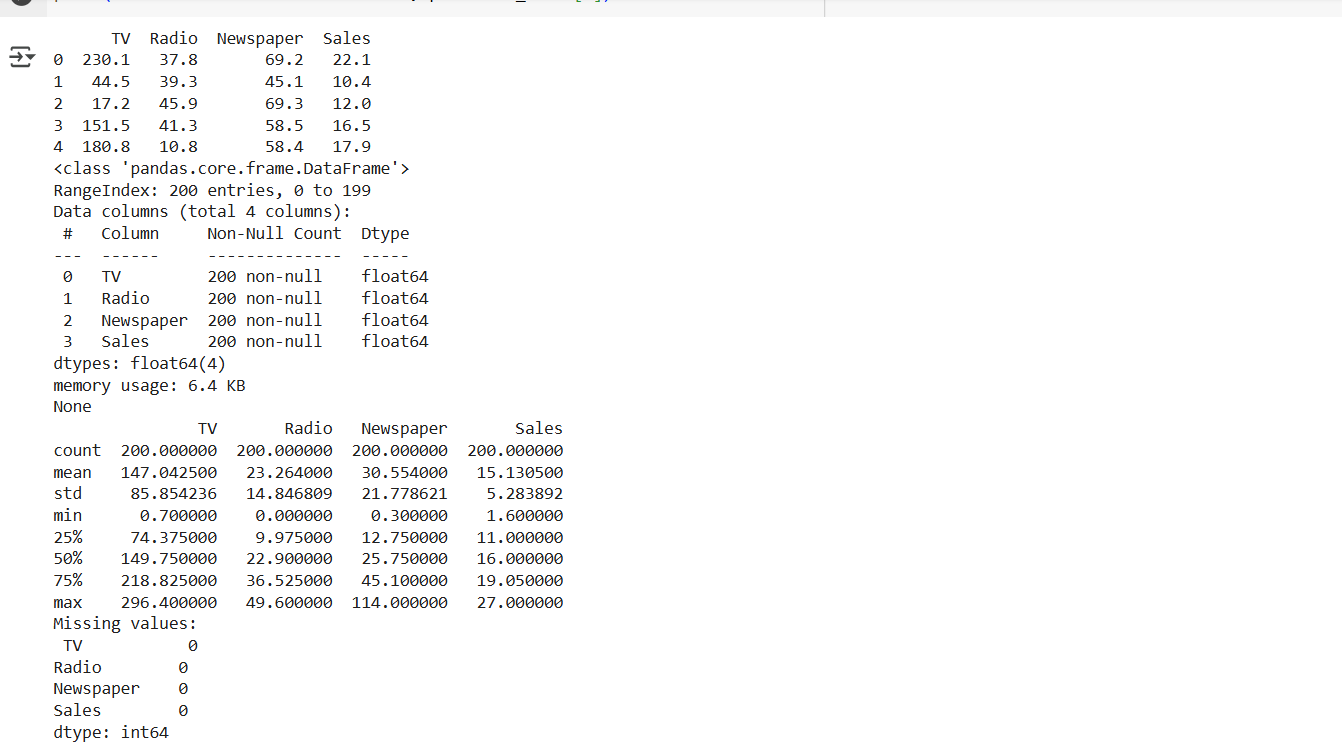 TV  Radio  Newspaper  Sales
0  230.1   37.8       69.2   22.1
1   44.5   39.3       45.1   10.4
2   17.2   45.9       69.3   12.0
3  151.5   41.3       58.5   16.5
4  180.8   10.8       58.4   17.9
<class 'pandas.core.frame.DataFrame'>
RangeIndex: 200 entries, 0 to 199
Data columns (total 4 columns):
 #   Column     Non-Null Count  Dtype
---  ------     --------------  -----
 0   TV         200 non-null    float64
 1   Radio      200 non-null    float64
 2   Newspaper  200 non-null    float64
 3   Sales      200 non-null    float64
dtypes: float64(4)
memory usage: 6.4 KB
None
               TV       Radio   Newspaper       Sales
count  200.000000  200.000000  200.000000  200.000000
mean   147.042500   23.264000   30.554000   15.130500
std     85.854236   14.846809   21.778621    5.283892
min      0.700000    0.000000    0.300000    1.600000
25%     74.375000    9.975000   12.750000   11.000000
50%    149.750000   22.900000   25.750000   16.000000
75%    218.825000   36.525000   45.100000   19.050000
max    296.400000   49.600000  114.000000   27.000000
Missing values:
 TV           0
Radio        0
Newspaper    0
Sales        0
dtype: int64